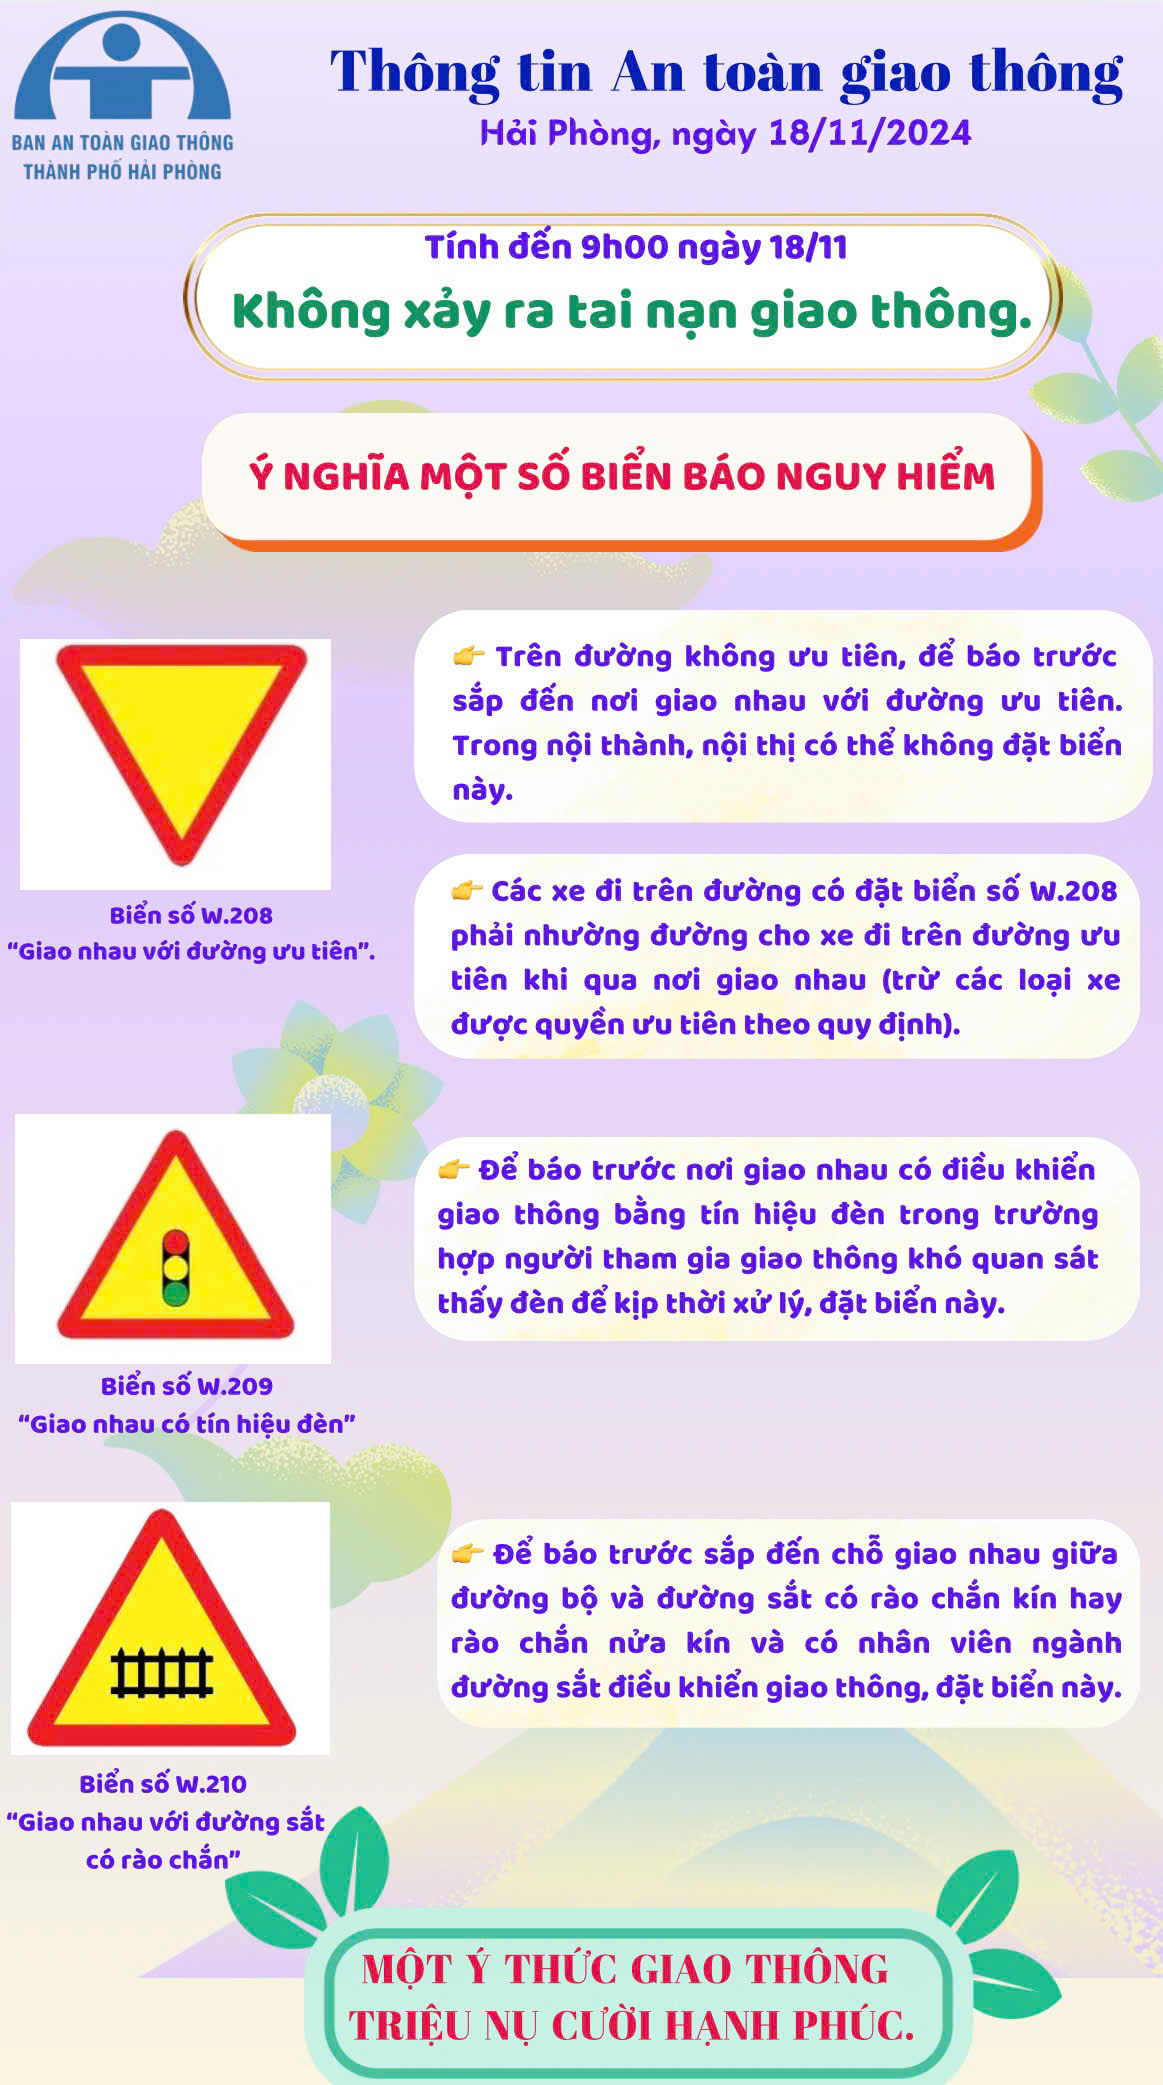 BAN AN TOÀN GIAO THÔNG
THÀNH PHỐ HẢI PHÒNG
Thông tin An toàn giao thông
Hải Phòng, ngày 18/11/2024
Tính đến 9h00 ngày 18/11
Không xảy ra tai nạn giao thông.
Ý NGHĨA MỘT SỐ BIỂN BÁO NGUY HIỂM
👉 Trên đường không ưu tiên, để báo trước
sắp đến nơi giao nhau với đường ưu tiên.
Trong nội thành, nội thị có thể không đặt biển
này.
Biển số W.208
“Giao nhau với đường ưu tiên”.
👉 Các xe đi trên đường có đặt biển số W.208
phải nhường đường cho xe đi trên đường ưu
tiên khi qua nơi giao nhau (trừ các loại xe
được quyền ưu tiên theo quy định).
👉 Để báo trước nơi giao nhau có điều khiển
giao thông bằng tín hiệu đèn trong trường
hợp người tham gia giao thông khó quan sát
thấy đèn để kịp thời xử lý, đặt biển này.
Biển số W.209
“Giao nhau có tín hiệu đèn”
👉 Để báo trước sắp đến chỗ giao nhau giữa
đường bộ và đường sắt có rào chắn kín hay
rào chắn nửa kín và có nhân viên ngành
đường sắt điều khiển giao thông, đặt biển này.
Biển số W.210
“Giao nhau với đường sắt
có rào chắn”
MỘT Ý THỨC GIAO THÔNG
TRIỆU NỤ CƯỜI HẠNH PHÚC.